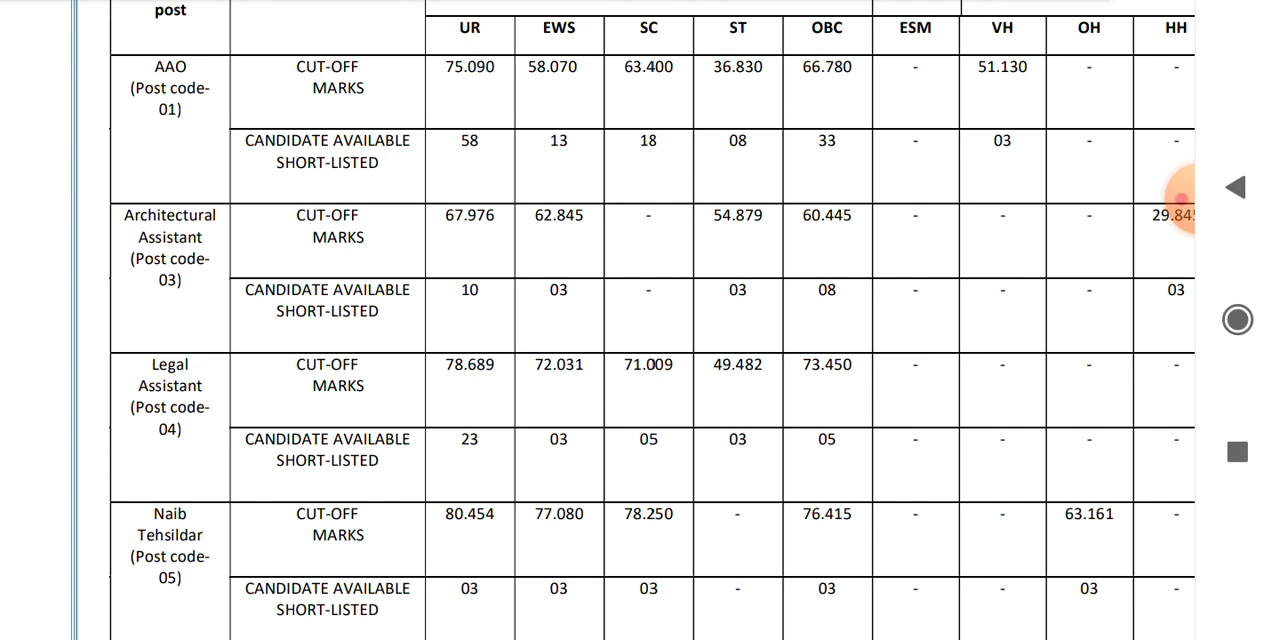 post
UR EWS SC ST OBC ESM VH OH HH
AAO
(Post code-
01)
CUT-OFF
MARKS
75.090 58.070 63.400 36.830 66.780 - 51.130 - -
CANDIDATE AVAILABLE
SHORT-LISTED
58 13 18 08 33 - 03 - -
Architectural
Assistant
(Post code-
03)
CUT-OFF
MARKS
67.976 62.845 - 54.879 60.445 - - - 29.845
CANDIDATE AVAILABLE
SHORT-LISTED
10 03 - 03 08 - - - 03
Legal
Assistant
(Post code-
04)
CUT-OFF
MARKS
78.689 72.031 71.009 49.482 73.450 - - - -
CANDIDATE AVAILABLE
SHORT-LISTED
23 03 05 03 05 - - - -
Naib
Tehsildar
(Post code-
05)
CUT-OFF
MARKS
80.454 77.080 78.250 - 76.415 - - 63.161 -
CANDIDATE AVAILABLE
SHORT-LISTED
03 03 03 - 03 - - 03 -